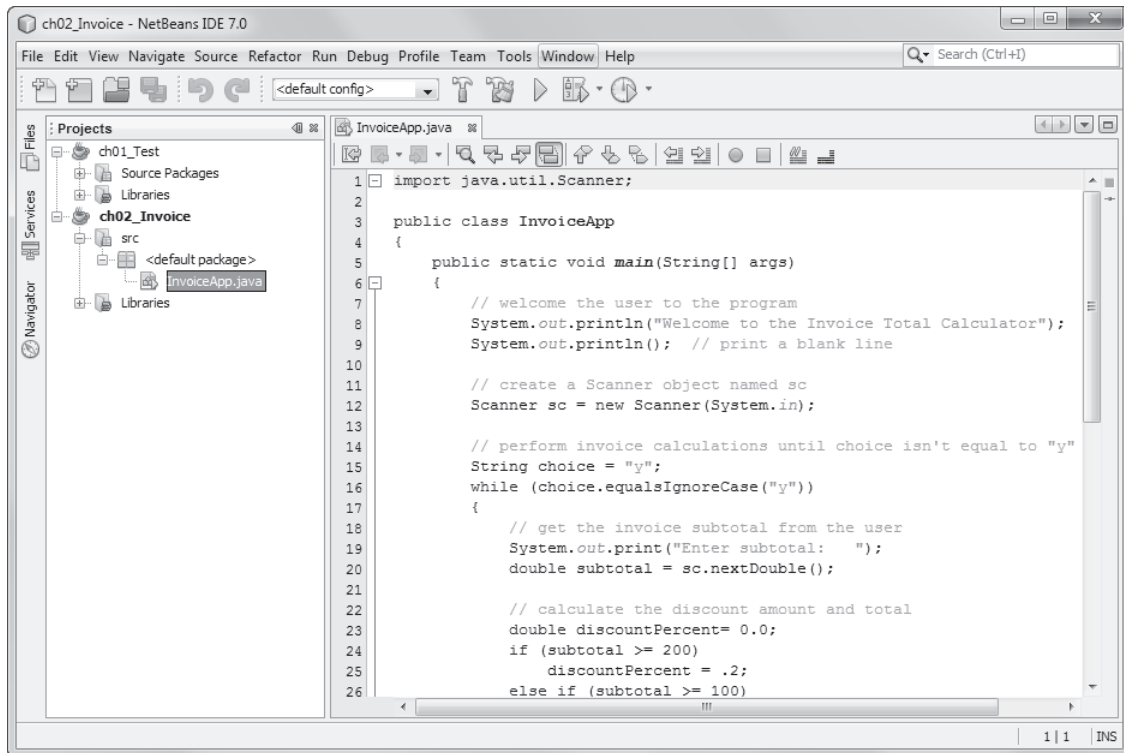 ch02_Invoice - NetBeans IDE 7.0
File Edit View Navigate Source Refactor Run Debug Profile Team Tools Window Help
Search (Ctrl+I)
<default config>
Files
Services
Navigator
Projects
ch01_Test
Source Packages
Libraries
ch02_Invoice
src
<default package>
InvoiceApp.java
Libraries
InvoiceApp.java
1 import java.util.Scanner;
2
3 public class InvoiceApp
4 {
5 public static void main(String[] args)
6 {
7 // welcome the user to the program
8 System.out.println("Welcome to the Invoice Total Calculator");
9 System.out.println();  // print a blank line
10
11 // create a Scanner object named sc
12 Scanner sc = new Scanner(System.in);
13
14 // perform invoice calculations until choice isn't equal to "y"
15 String choice = "y";
16 while (choice.equalsIgnoreCase("y"))
17 {
18 // get the invoice subtotal from the user
19 System.out.print("Enter subtotal:   ");
20 double subtotal = sc.nextDouble();
21
22 // calculate the discount amount and total
23 double discountPercent= 0.0;
24 if (subtotal >= 200)
25 discountPercent = .2;
26 else if (subtotal >= 100)
1 | 1 INS